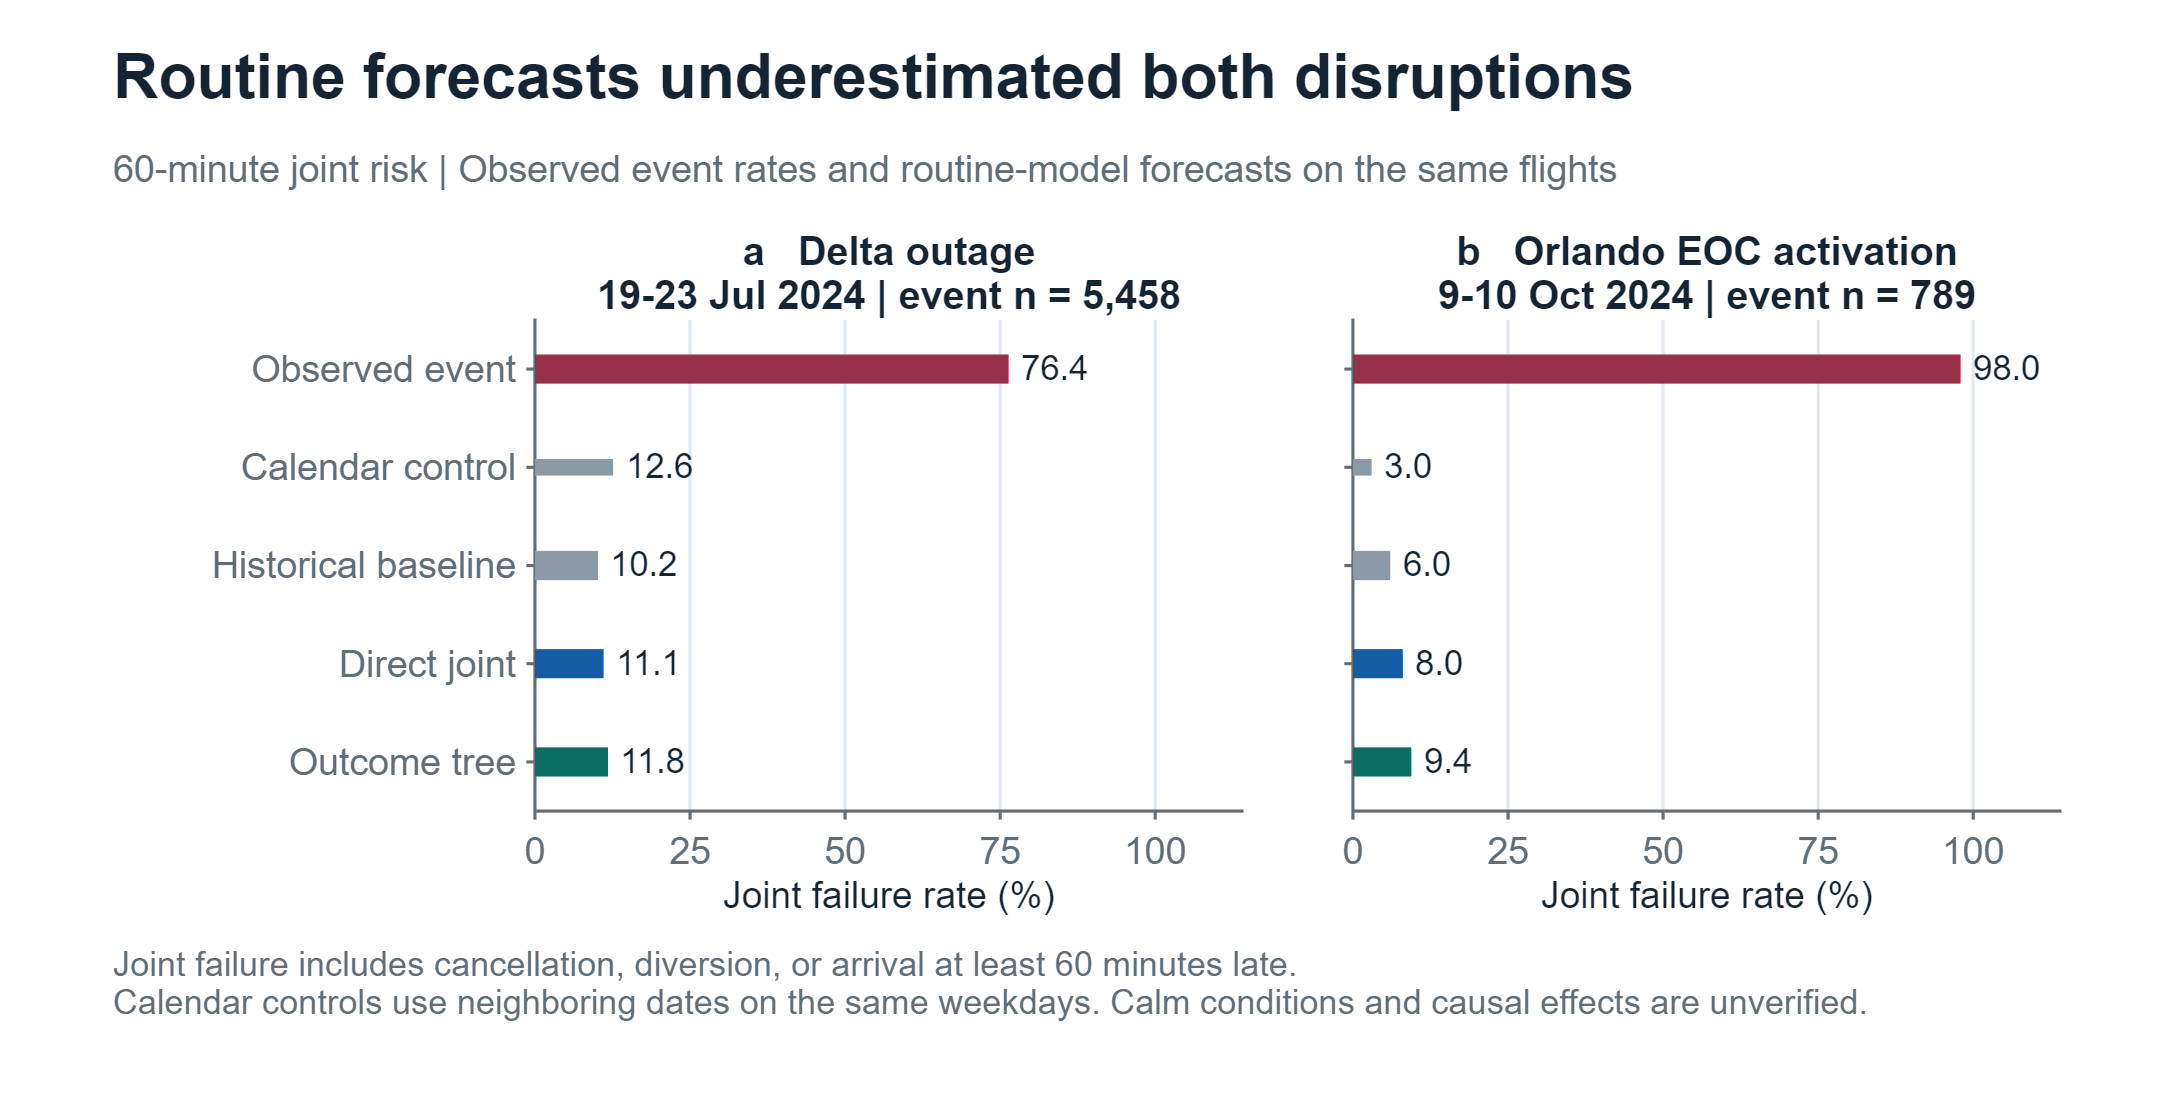 Routine forecasts underestimated both disruptions
60-minute joint risk | Observed event rates and routine-model forecasts on the same flights
a Delta outage
19-23 Jul 2024 | event n = 5,458
Observed event
76.4
Calendar control
12.6
Historical baseline
10.2
Direct joint
11.1
Outcome tree
11.8
0 25 50 75 100
Joint failure rate (%)
b Orlando EOC activation
9-10 Oct 2024 | event n = 789
98.0
3.0
6.0
8.0
9.4
0 25 50 75 100
Joint failure rate (%)
Joint failure includes cancellation, diversion, or arrival at least 60 minutes late.
Calendar controls use neighboring dates on the same weekdays. Calm conditions and causal effects are unverified.